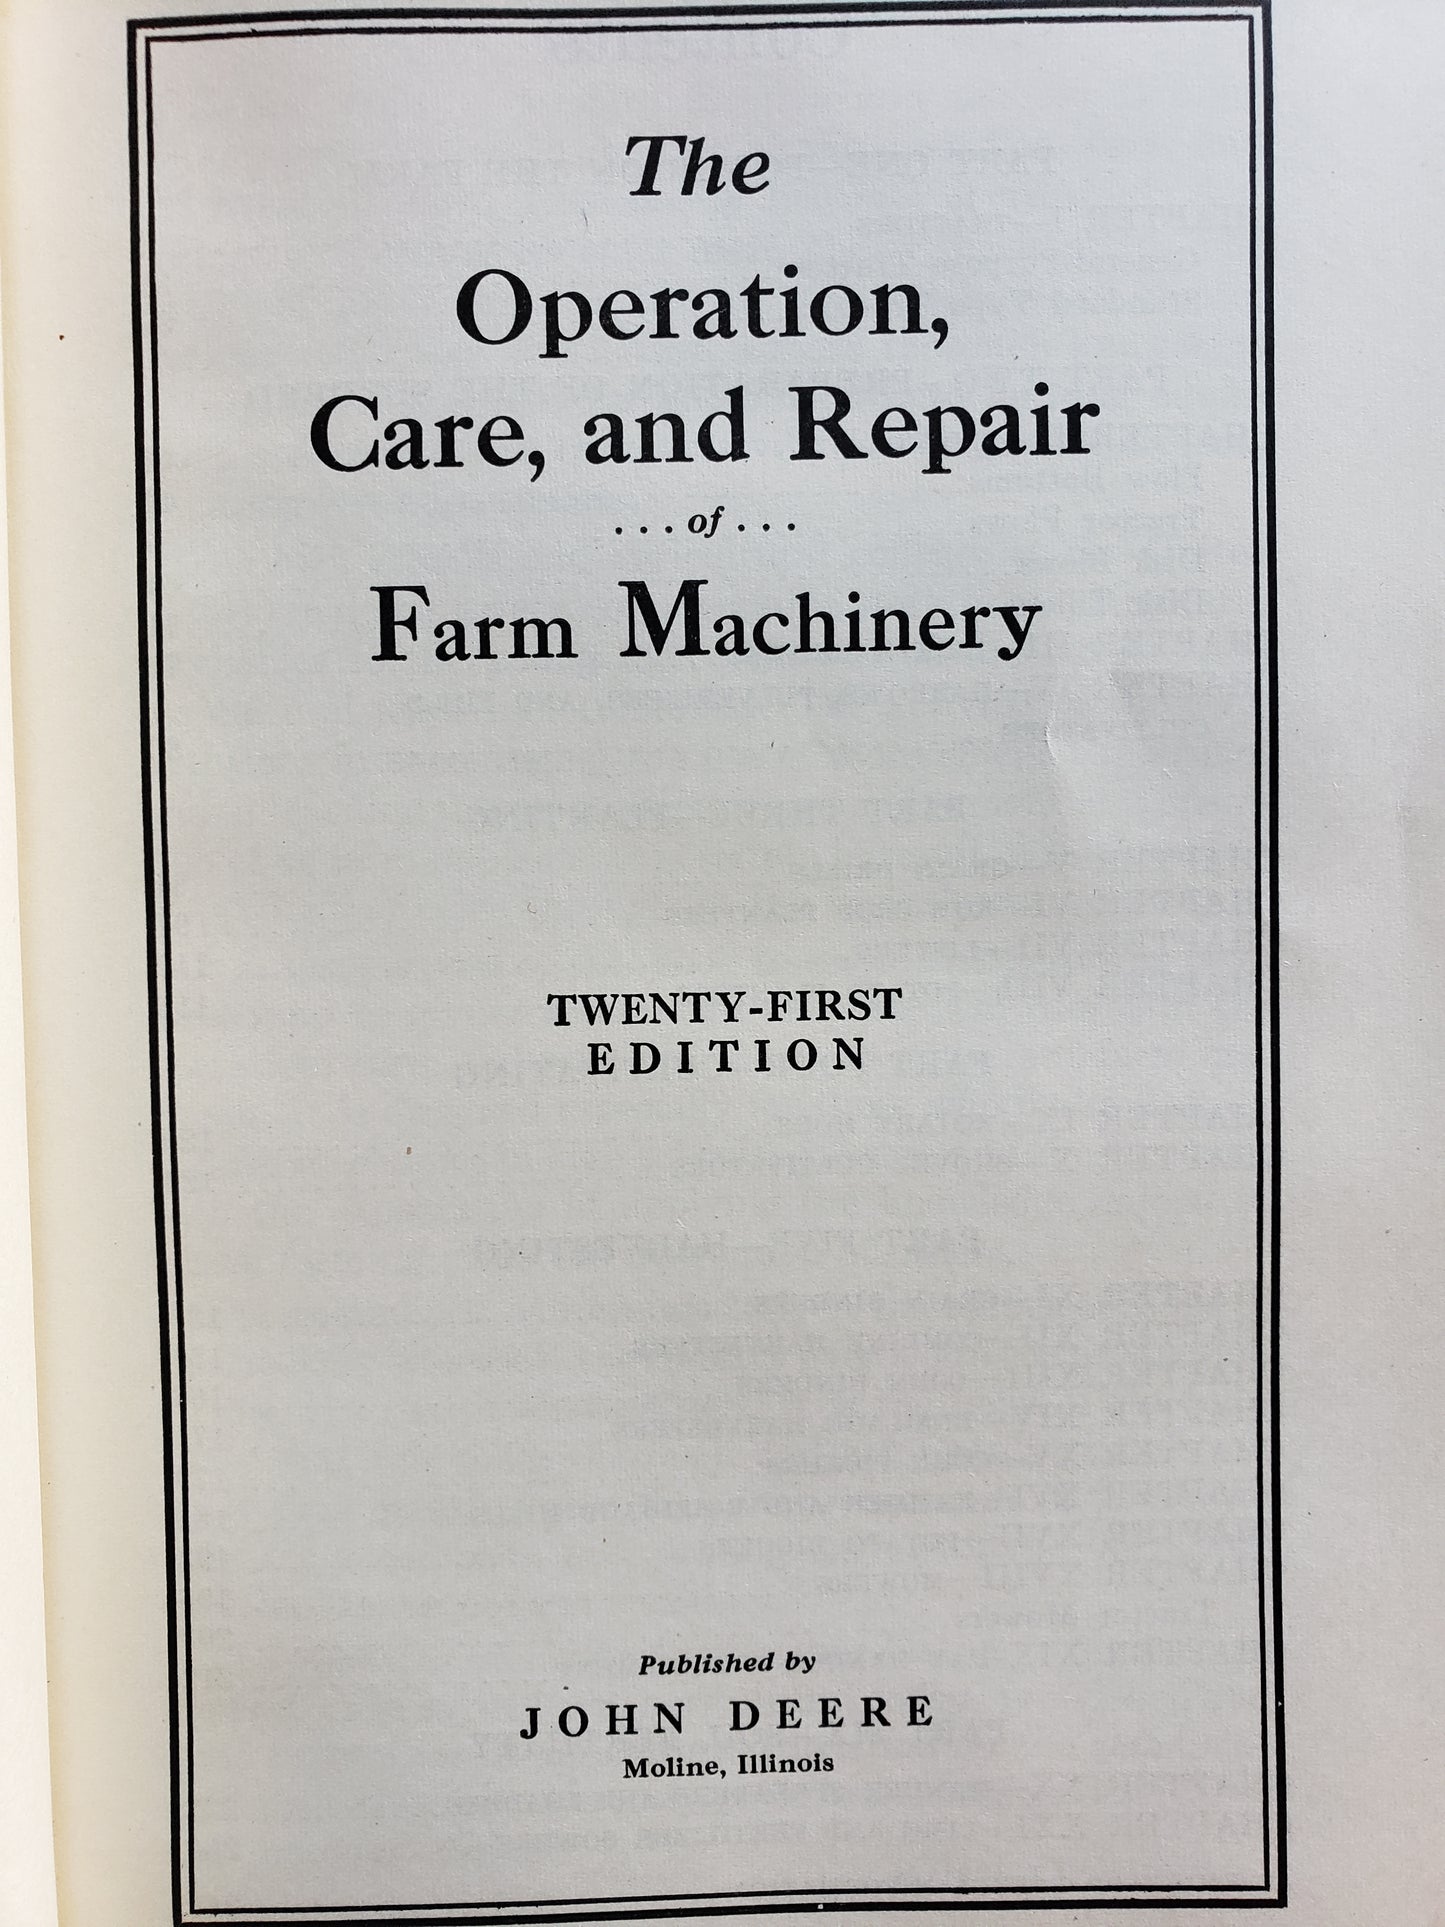 The
Operation,
Care, and Repair
...of...
Farm Machinery
TWENTY-FIRST
EDITION
Published by
JOHN DEERE
Moline, Illinois